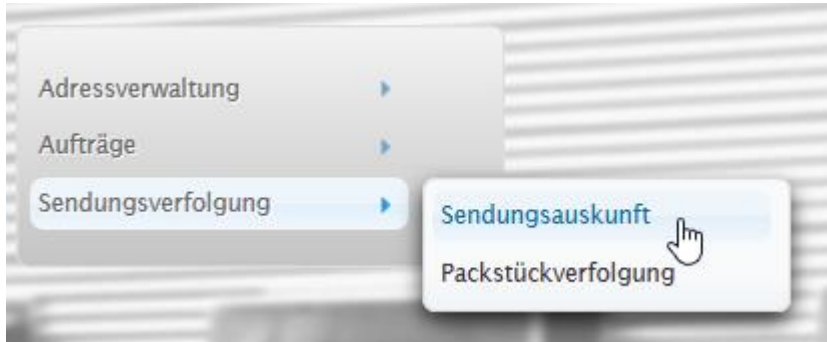 Adressverwaltung
Aufträge
Sendungsverfolgung
Sendungsauskunft
Packstückverfolgung